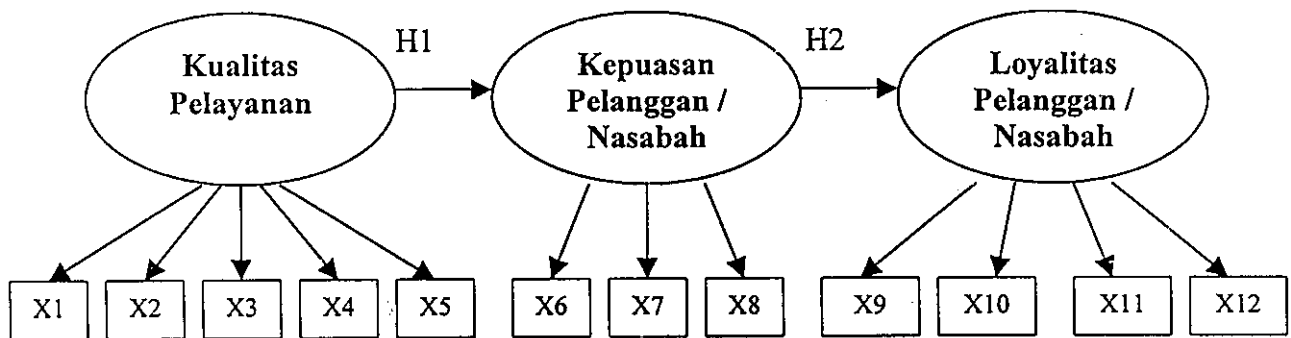 H1
H2
Kualitas
Pelayanan
Kepuasan
Pelanggan /
Nasabah
Loyalitas
Pelanggan /
Nasabah
X1
X2
X3
X4
X5
X6
X7
X8
X9
X10
X11
X12